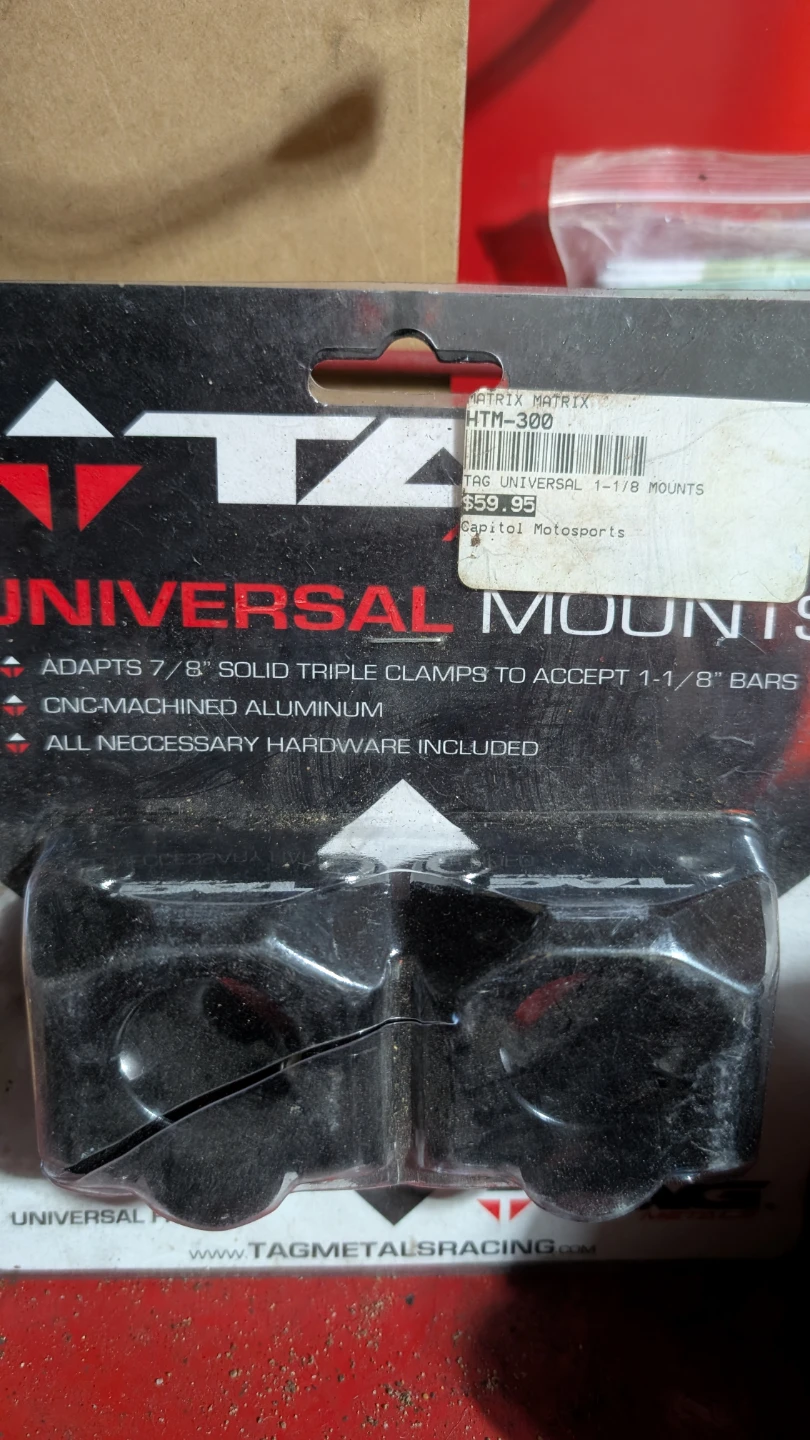 TA
MATRIX MATRIX
HTM-300
TAG UNIVERSAL 1-1/8 MOUNTS
$59.95
Capitol Motosports
UNIVERSAL MOUNTS
ADAPTS 7/8" SOLID TRIPLE CLAMPS TO ACCEPT 1-1/8" BARS
CNC-MACHINED ALUMINUM
ALL NECCESSARY HARDWARE INCLUDED
UNIVERSAL
METALS
www.TAGMETALSRACING.com